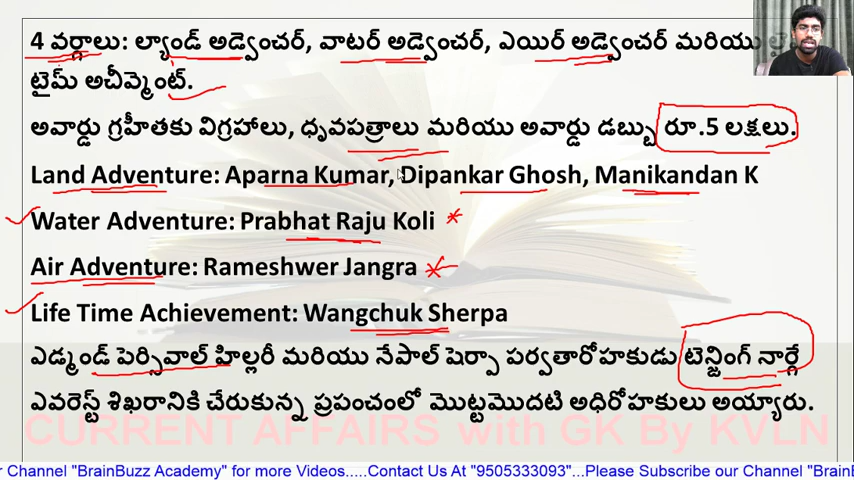 4 వర్గాలు: ల్యాండ్ అడ్వెంచర్, వాటర్ అడ్వెంచర్, ఎయిర్ అడ్వెంచర్ మరియు
టైమ్ అచీవ్మెంట్.
అవార్డు గ్రహీతకు విగ్రహాలు, ధృవపత్రాలు మరియు అవార్డు డబ్బు రూ.5 లక్షలు.
Land Adventure: Aparna Kumar, Dipankar Ghosh, Manikandan K
Water Adventure: Prabhat Raju Koli
Air Adventure: Rameshwer Jangra
Life Time Achievement: Wangchuk Sherpa
ఎడ్మండ్ పెర్సివాల్ హిల్లరీ మరియు నేపాల్ షెర్పా పర్వతారోహకుడు టెన్జింగ్ నార్గే
ఎవరెస్ట్ శిఖరానికి చేరుకున్న ప్రపంచంలో మొట్టమొదటి అధిరోహకులు అయ్యారు.
CURRENT AFFAIRS with GK By KVLN
r Channel "BrainBuzz Academy" for more Videos.....Contact Us At "9505333093"...Please Subscribe our Channel "BrainB